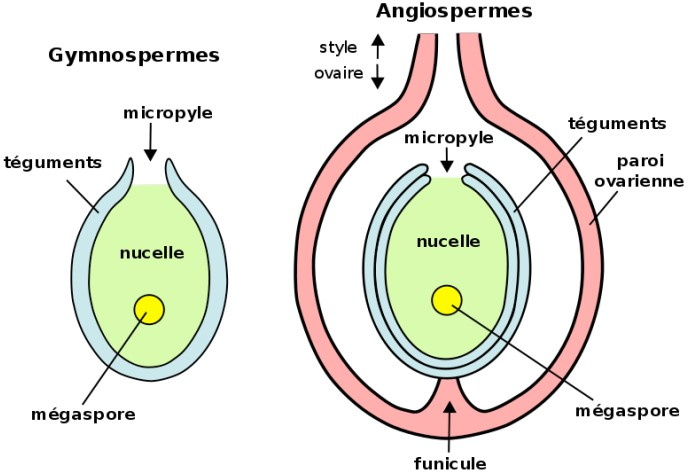 Gymnospermes
micropyle
téguments
nucelle
mégaspore
Angiospermes
style
ovaire
micropyle
téguments
paroi
ovarienne
nucelle
mégaspore
funicule